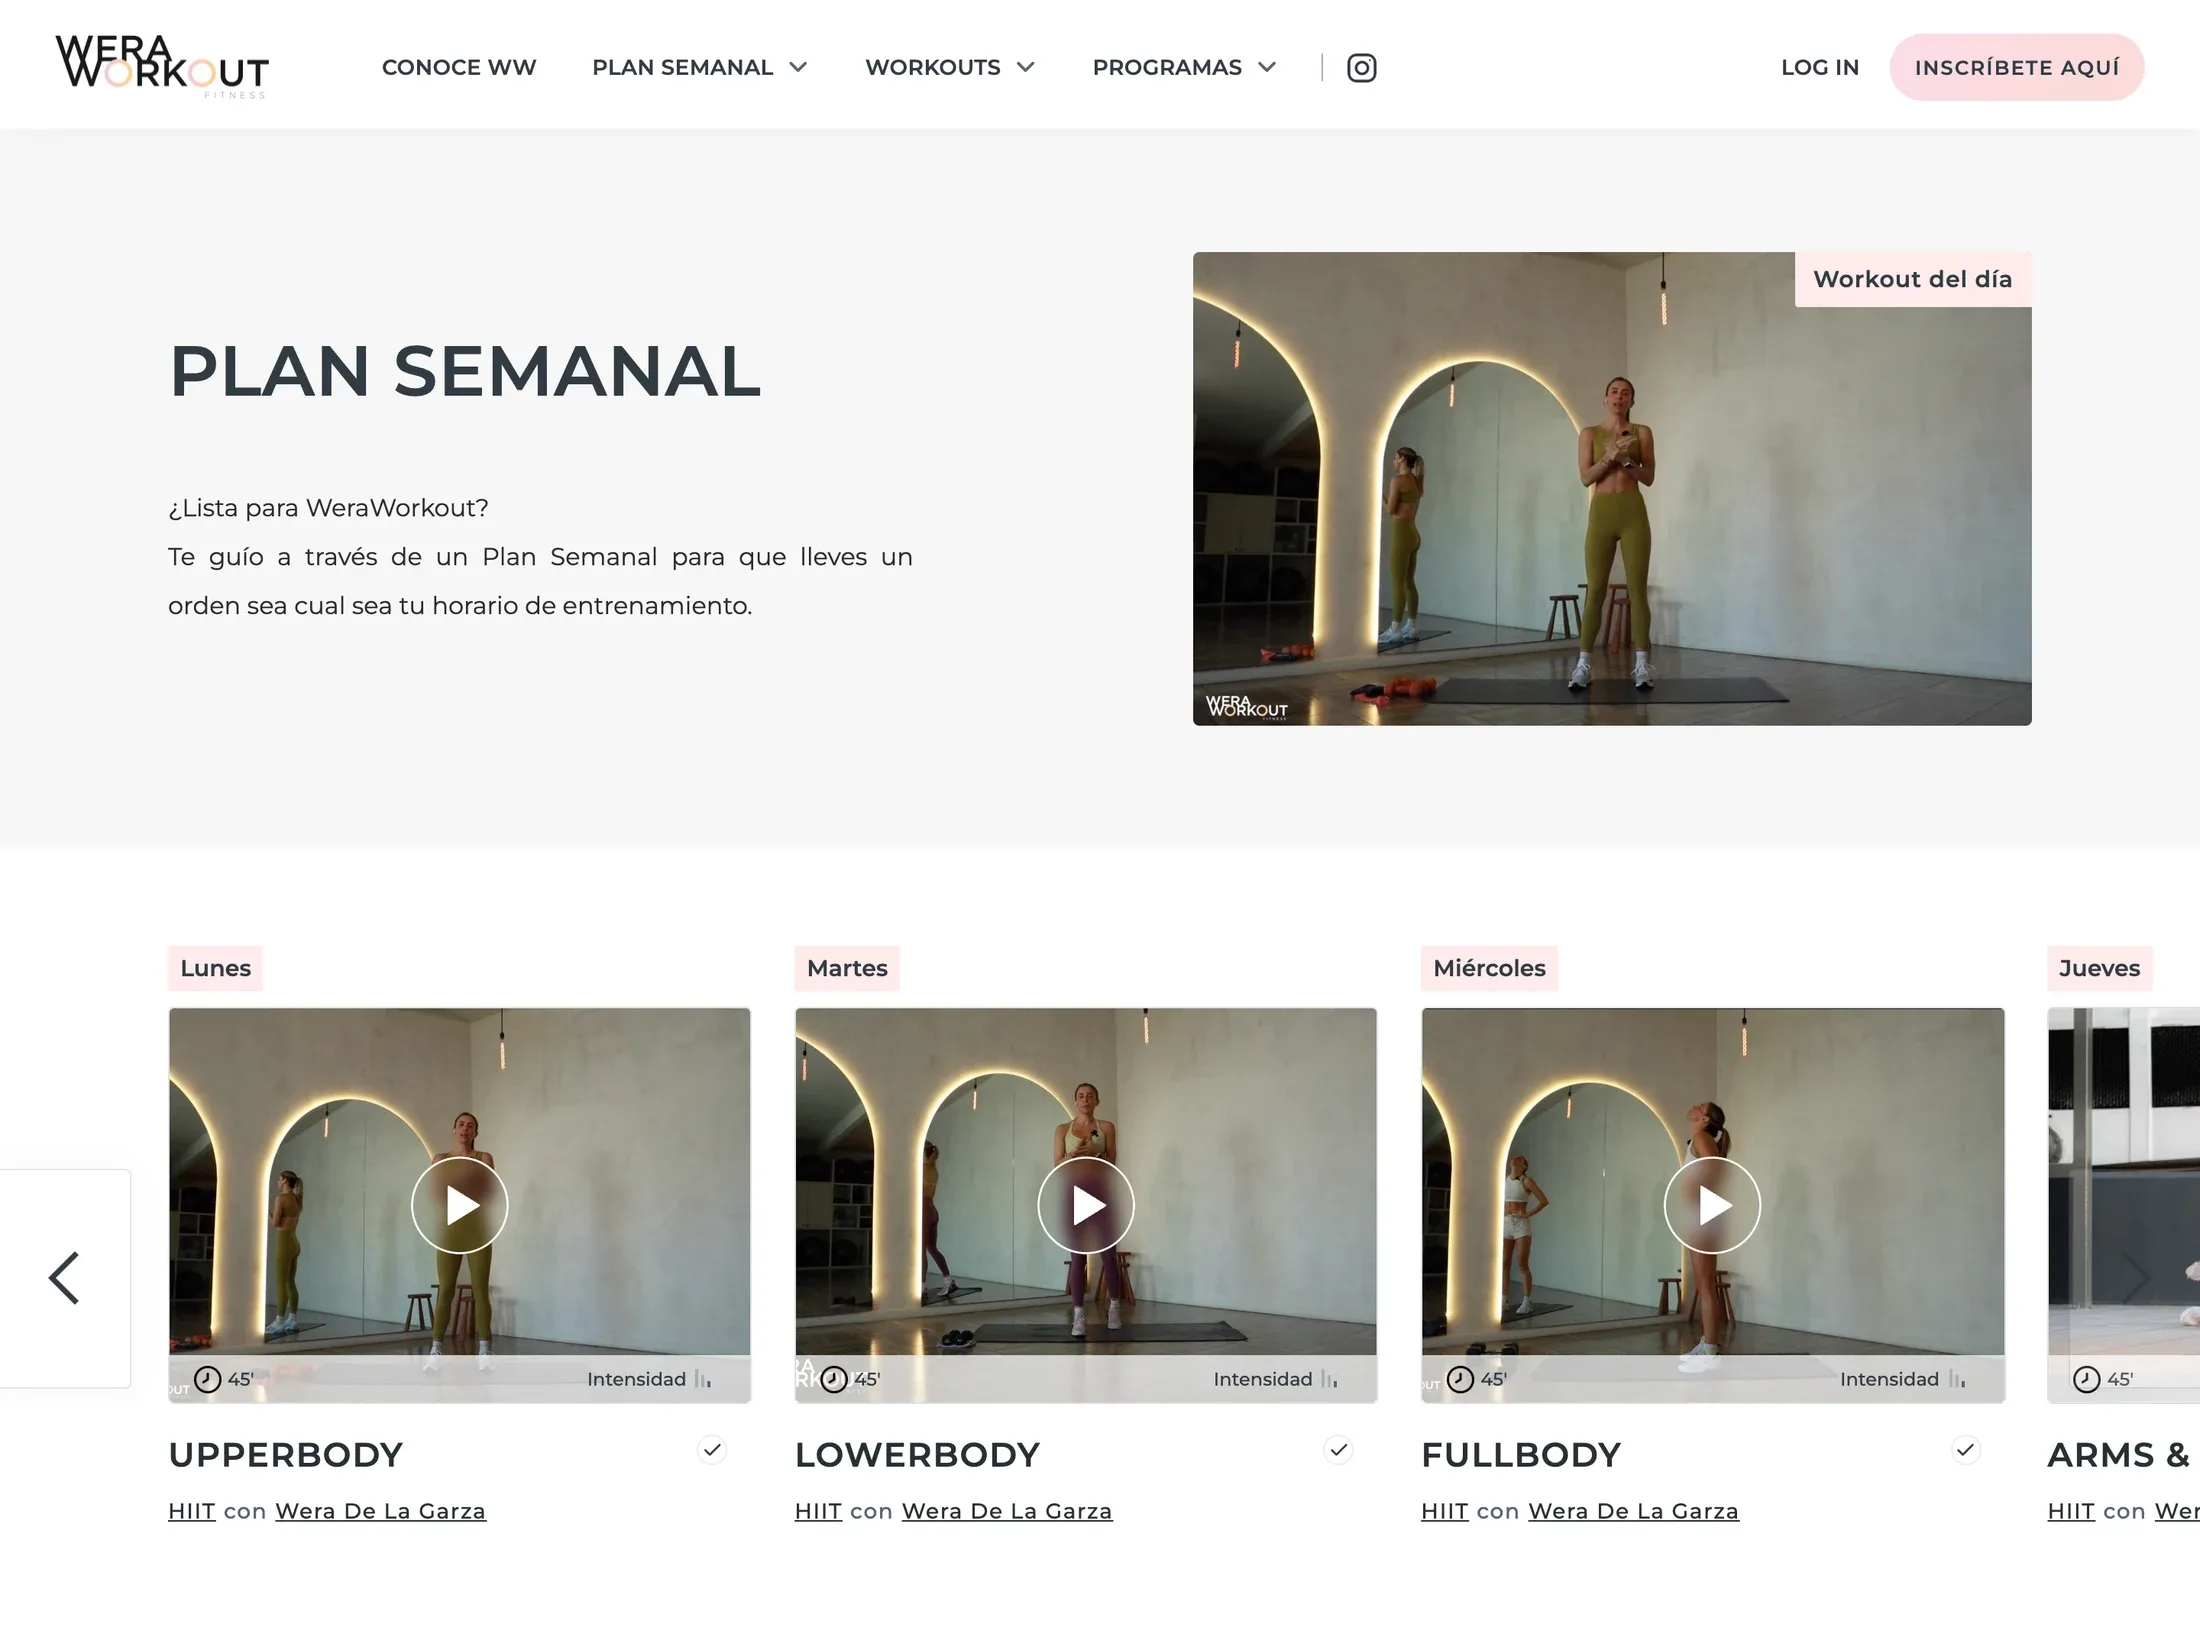 WERA
WORKOUT
FITNESS
CONOCE WW
PLAN SEMANAL
WORKOUTS
PROGRAMAS
LOG IN
INSCRÍBETE AQUÍ
PLAN SEMANAL
¿Lista para WeraWorkout?
Te guío a través de un Plan Semanal para que lleves un
orden sea cual sea tu horario de entrenamiento.
Workout del día
WERA
WORKOUT
FITNESS
Lunes
45'
Intensidad
UPPERBODY
HIIT con Wera De La Garza
Martes
45'
Intensidad
LOWERBODY
HIIT con Wera De La Garza
Miércoles
45'
Intensidad
FULLBODY
HIIT con Wera De La Garza
Jueves
45'
ARMS &
HIIT con Wer